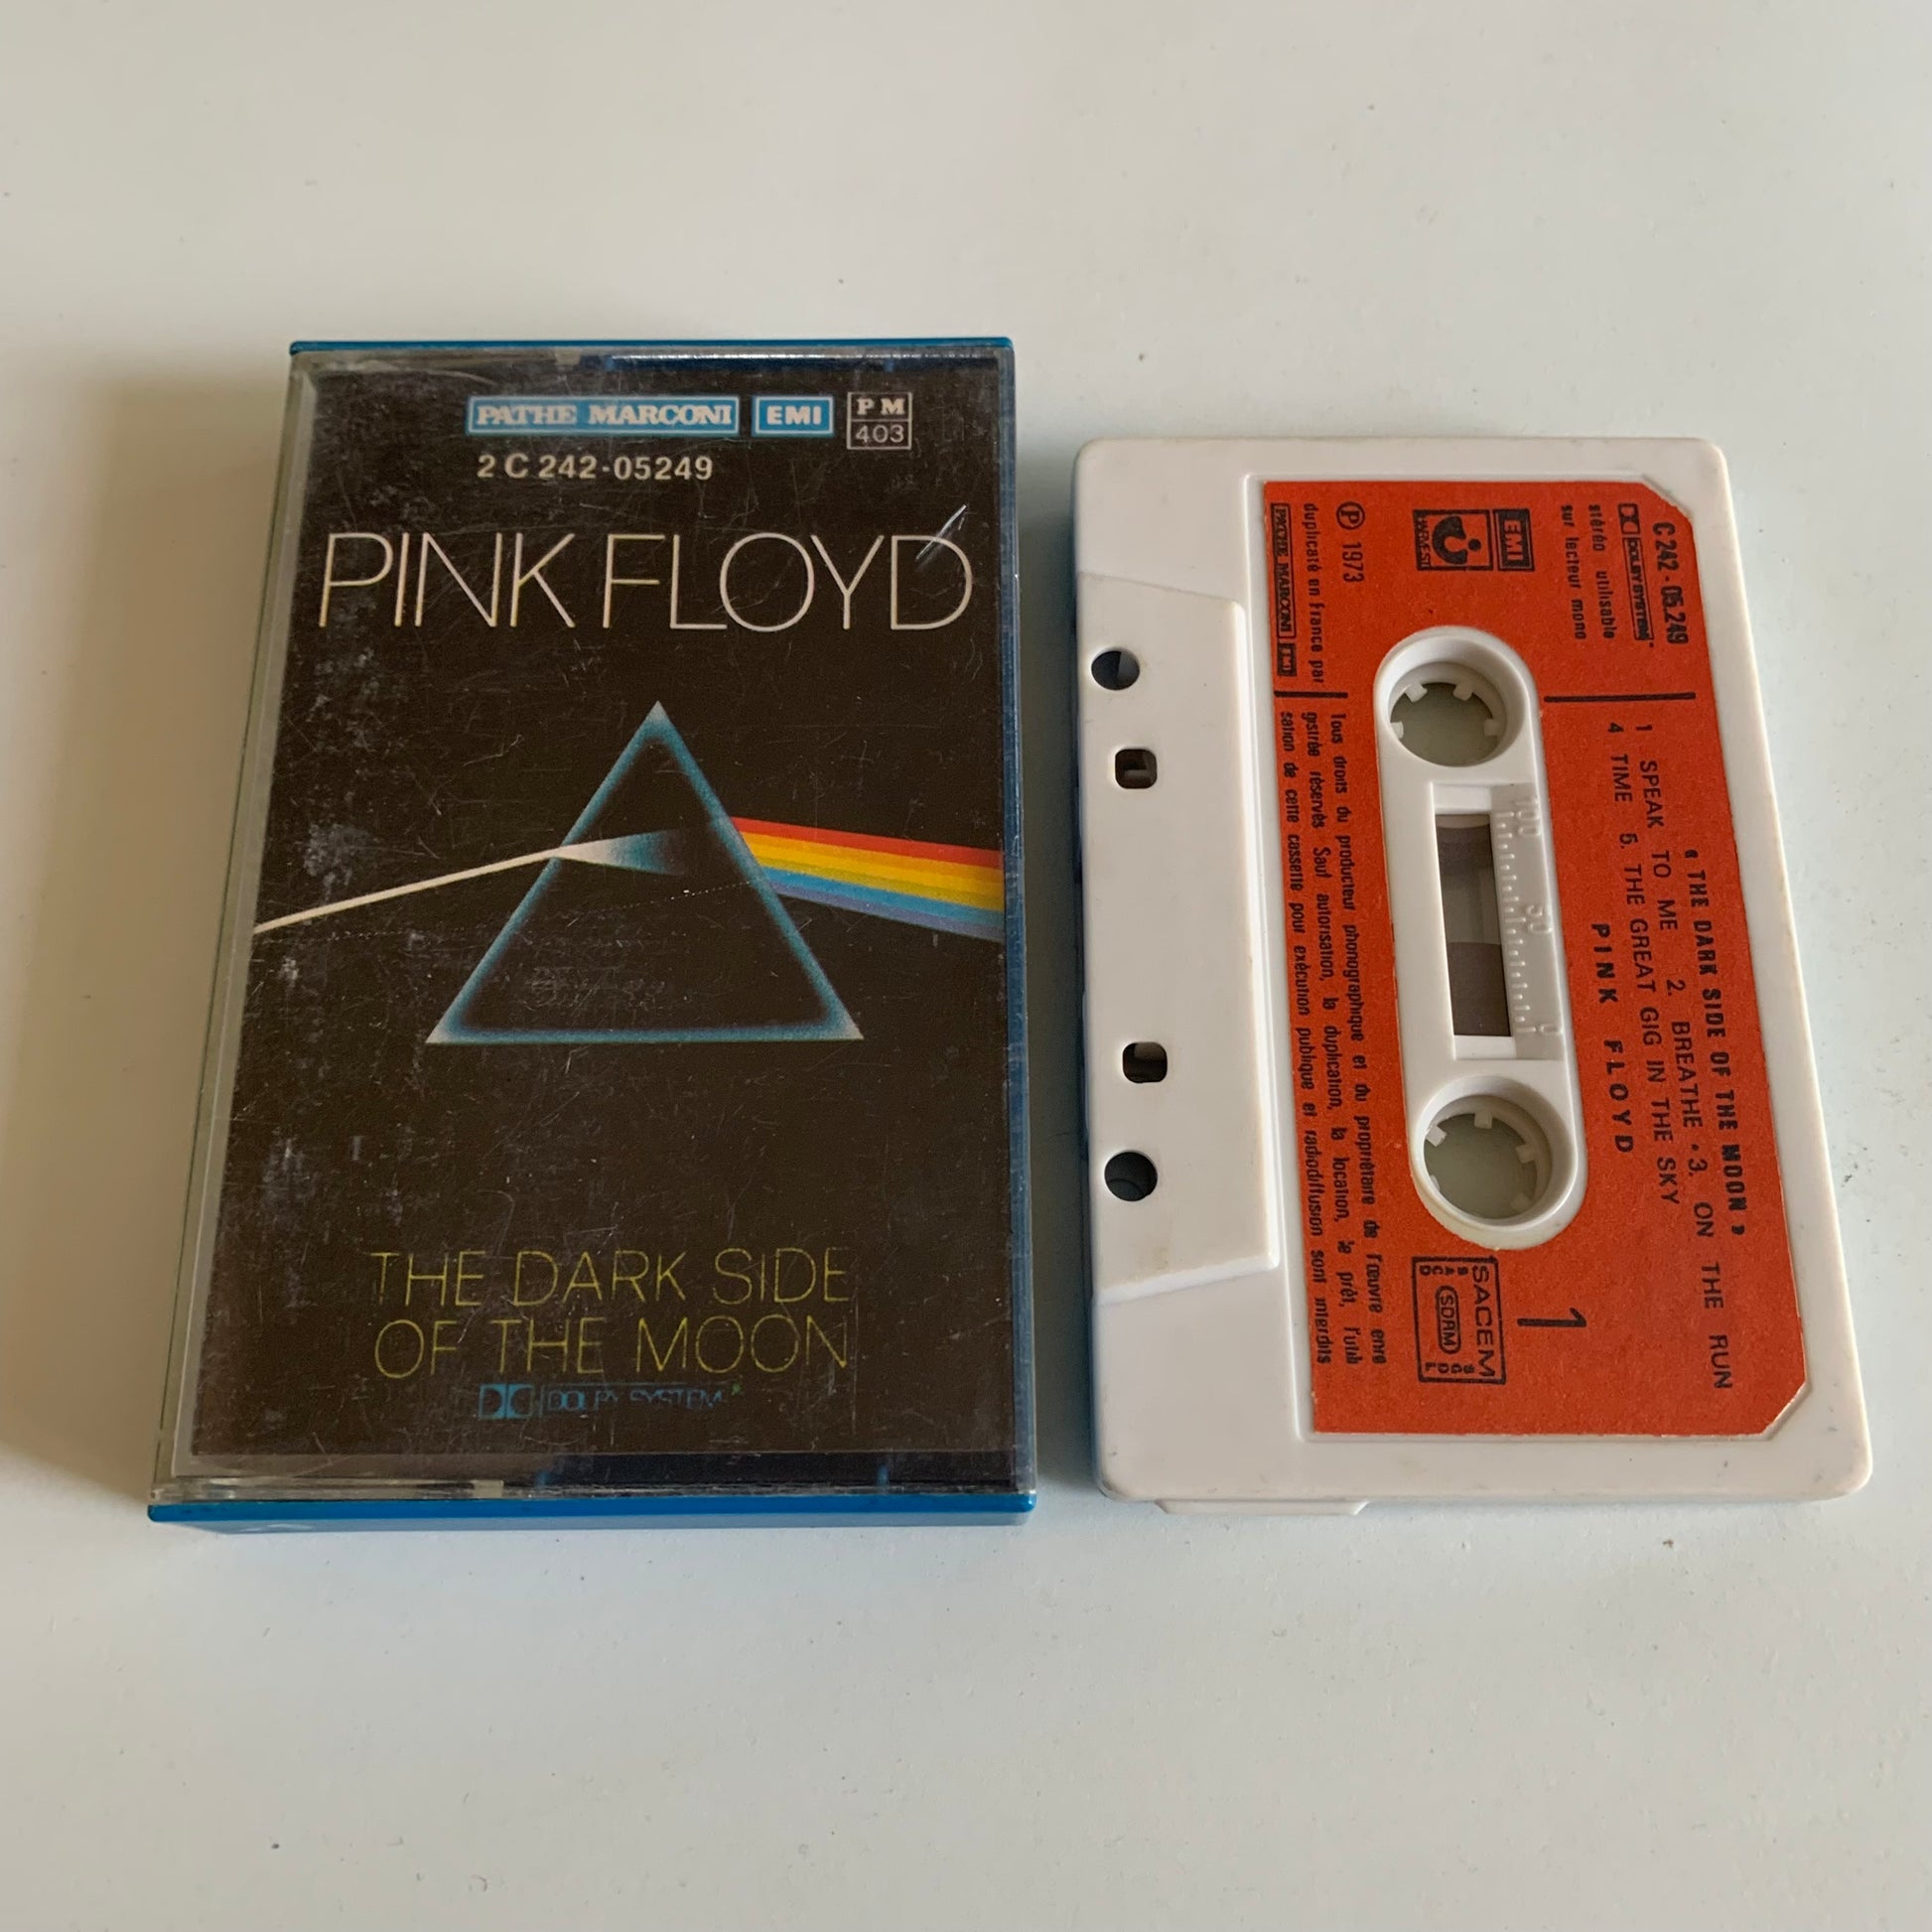 PATHE MARCONI EMI PM 403
2 C 242-05249
PINK FLOYD
THE DARK SIDE
OF THE MOON
DOLBY SYSTEM
C 242 - 05.249
DOLBY SYSTEM
stéréo utilisable
sur lecteur mono
EMI
℗ 1973
dupliqué en France par
PATHE MARCONI EMI
« THE DARK SIDE OF THE MOON »
1 SPEAK TO ME 2. BREATHE • 3. ON THE RUN
4 TIME 5. THE GREAT GIG IN THE SKY
PINK FLOYD
1
SACEM
SDRM
Tous droits du producteur phonographique et du propriétaire de l'œuvre enre
gistrée réservés Sauf autorisation, la duplication, la location, le prêt, l'utili
sation de cette cassette pour exécution publique et radiodiffusion sont interdits
100
50
0